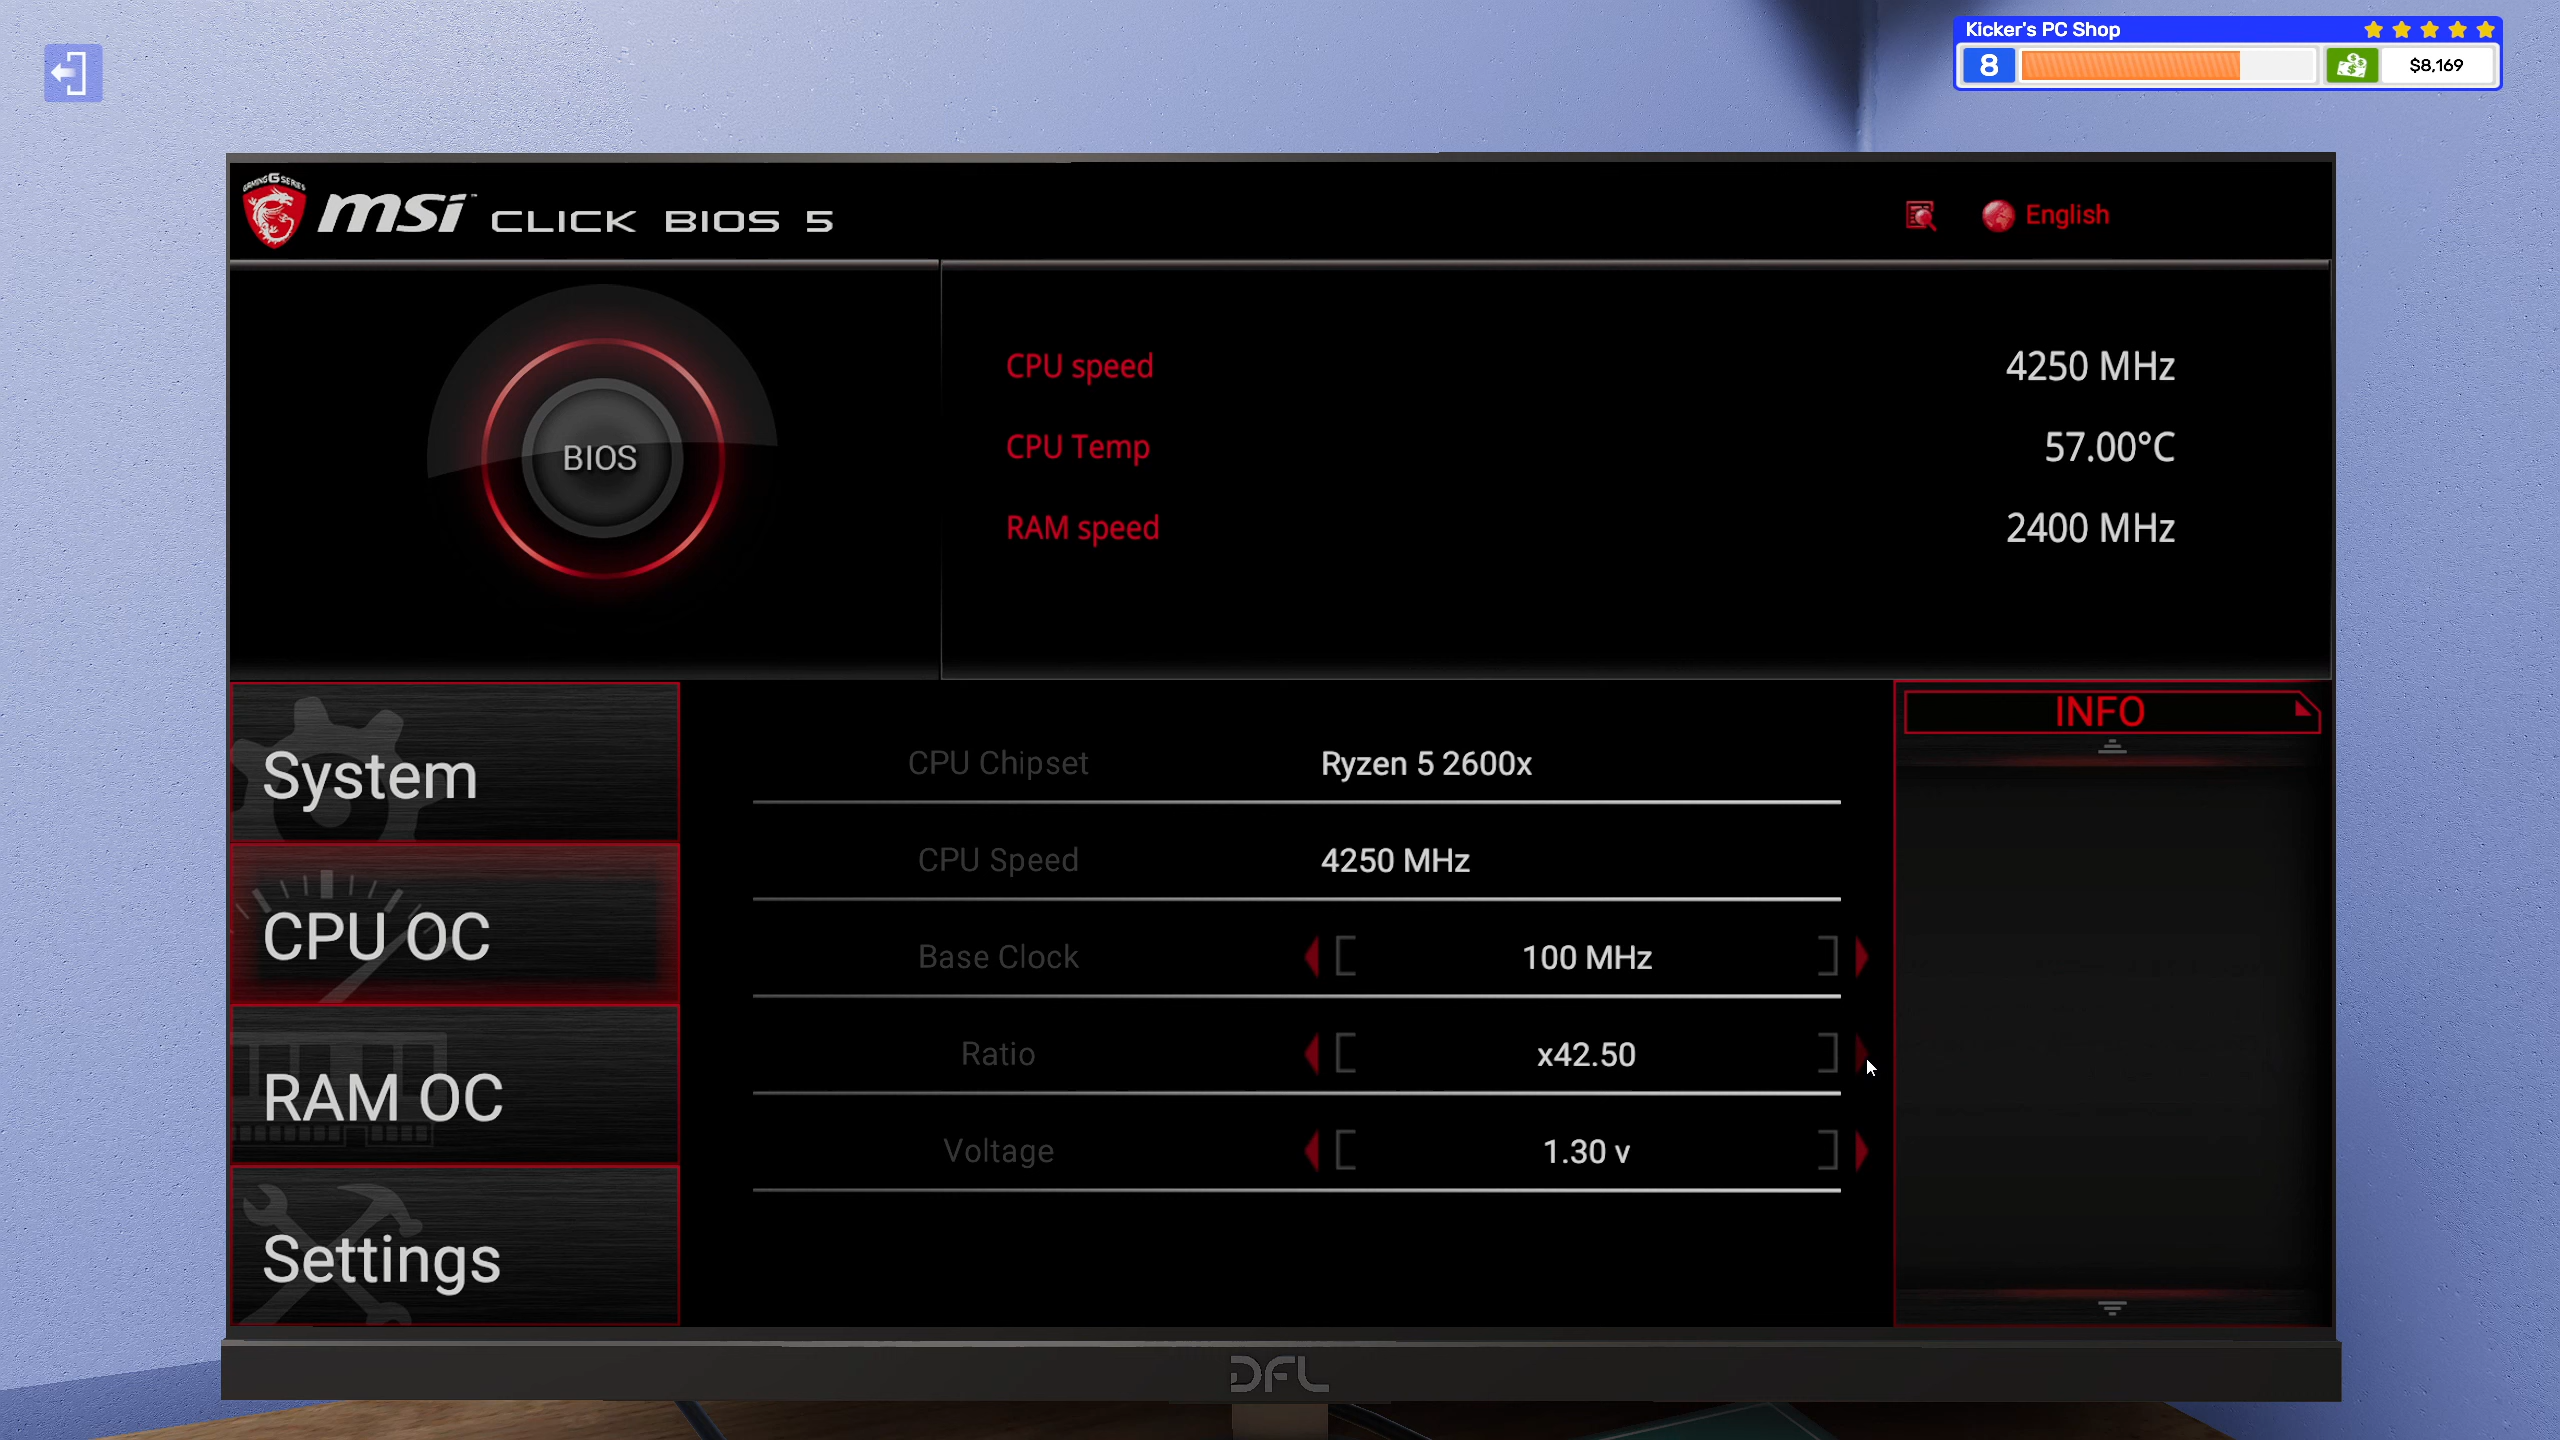 Kicker's PC Shop
8
$8,169
GAMING G SERIES
msi CLICK BIOS 5
English
BIOS
CPU speed 4250 MHz
CPU Temp 57.00°C
RAM speed 2400 MHz
System
CPU OC
RAM OC
Settings
CPU Chipset Ryzen 5 2600x
CPU Speed 4250 MHz
Base Clock [ 100 MHz ]
Ratio [ x42.50 ]
Voltage [ 1.30 v ]
INFO
DFL